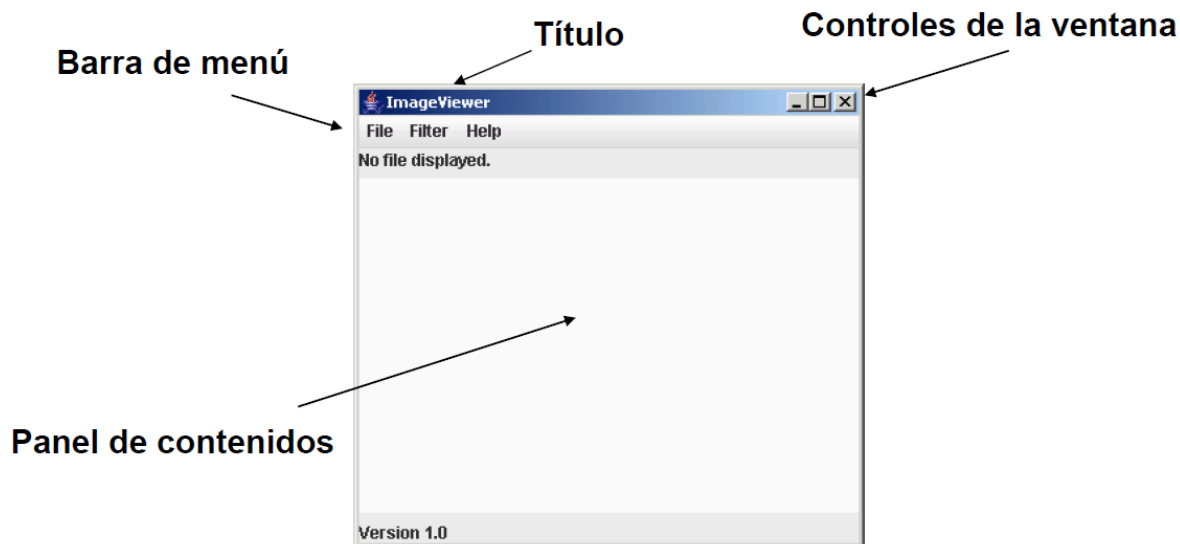 Título
Controles de la ventana
Barra de menú
ImageViewer
File Filter Help
No file displayed.
Panel de contenidos
Version 1.0